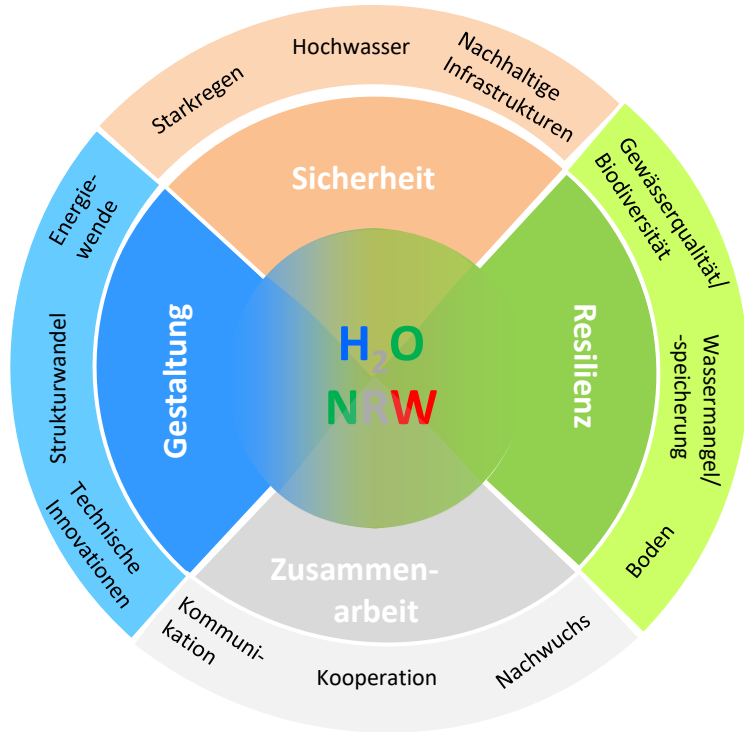 Starkregen
Hochwasser
Nachhaltige
Infrastrukturen
Sicherheit
Gewässerqualität/
Biodiversität
Wassermangel/
-speicherung
Boden
Resilienz
Energie-
wende
Strukturwandel
Technische
Innovationen
Gestaltung
H₂O
NRW
Zusammen-
arbeit
Kommuni-
kation
Kooperation
Nachwuchs